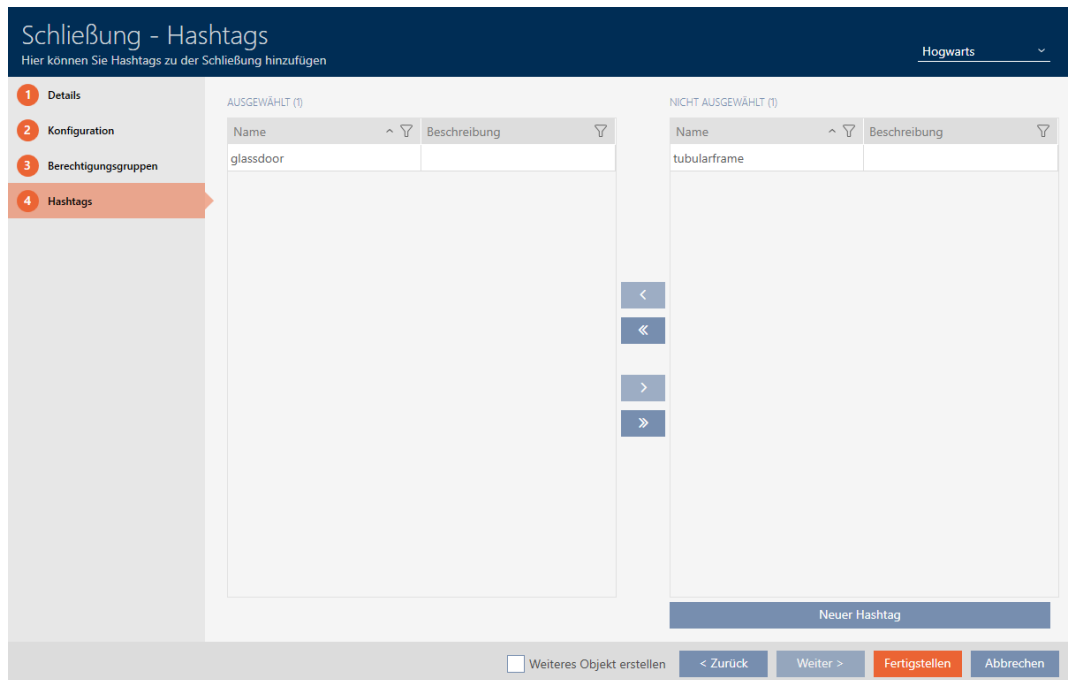 Schließung - Hashtags
Hier können Sie Hashtags zu der Schließung hinzufügen
Hogwarts
1 Details
2 Konfiguration
3 Berechtigungsgruppen
4 Hashtags
AUSGEWÄHLT (1)
Name Beschreibung
glassdoor
NICHT AUSGEWÄHLT (1)
Name Beschreibung
tubularframe
Neuer Hashtag
Weiteres Objekt erstellen
< Zurück
Weiter >
Fertigstellen
Abbrechen